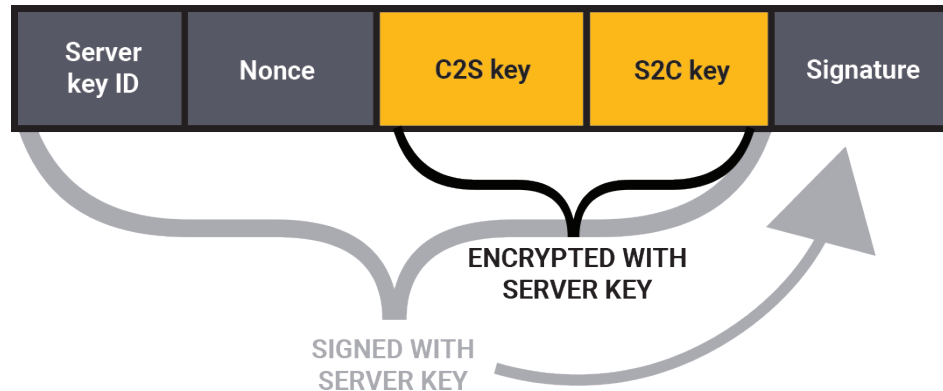 Server
key ID
Nonce
C2S key
S2C key
Signature
ENCRYPTED WITH
SERVER KEY
SIGNED WITH
SERVER KEY